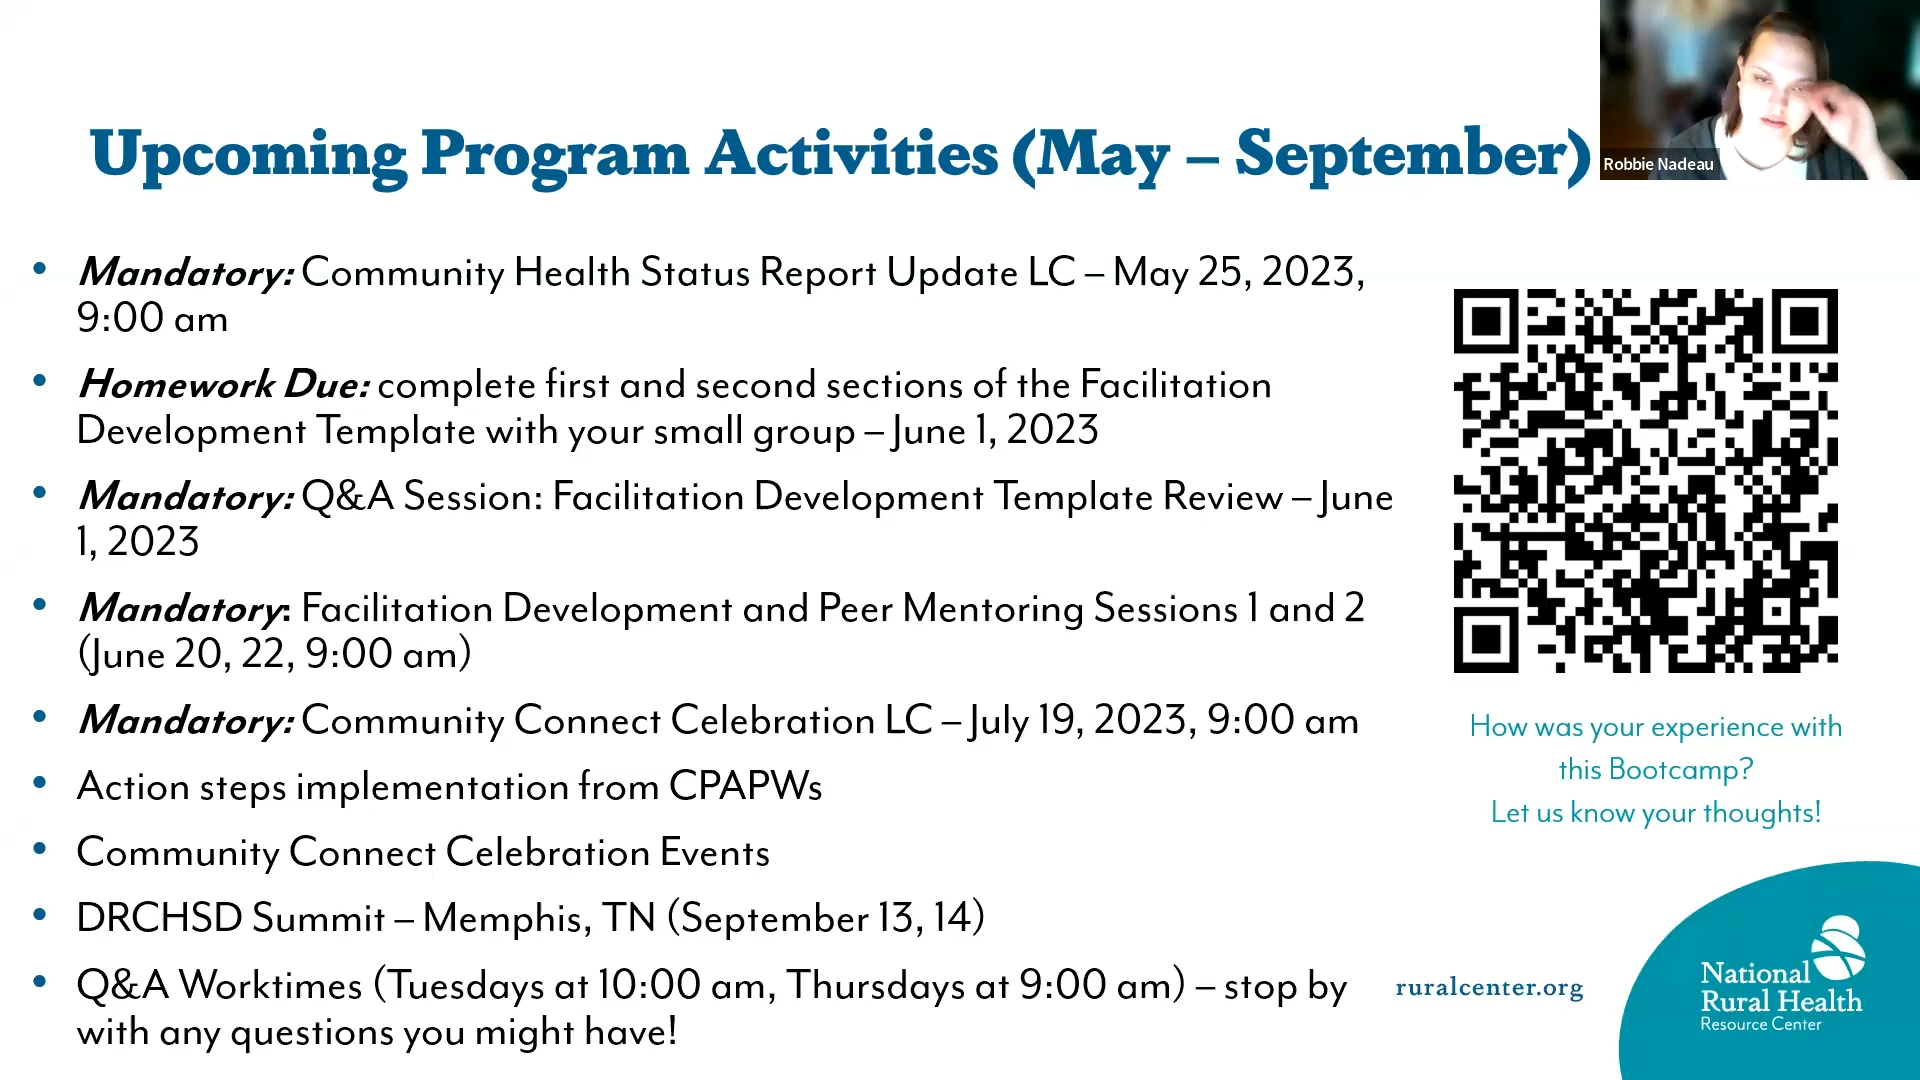 Upcoming Program Activities (May – September)
Robbie Nadeau
• Mandatory: Community Health Status Report Update LC – May 25, 2023,
9:00 am
• Homework Due: complete first and second sections of the Facilitation
Development Template with your small group – June 1, 2023
• Mandatory: Q&A Session: Facilitation Development Template Review – June
1, 2023
• Mandatory: Facilitation Development and Peer Mentoring Sessions 1 and 2
(June 20, 22, 9:00 am)
• Mandatory: Community Connect Celebration LC – July 19, 2023, 9:00 am
• Action steps implementation from CPAPWs
• Community Connect Celebration Events
• DRCHSD Summit – Memphis, TN (September 13, 14)
• Q&A Worktimes (Tuesdays at 10:00 am, Thursdays at 9:00 am) – stop by
with any questions you might have!
How was your experience with
this Bootcamp?
Let us know your thoughts!
ruralcenter.org
National
Rural Health
Resource Center